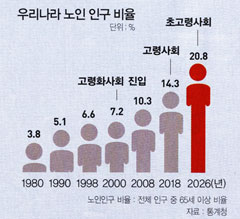 우리나라 노인 인구 비율
단위 : %
초고령사회
20.8
고령사회
14.3
고령화사회 진입
10.3
7.2
6.6
5.1
3.8
1980 1990 1998 2000 2008 2018 2026(년)
노인인구 비율 : 전체 인구 중 65세 이상 비율
자료 : 통계청